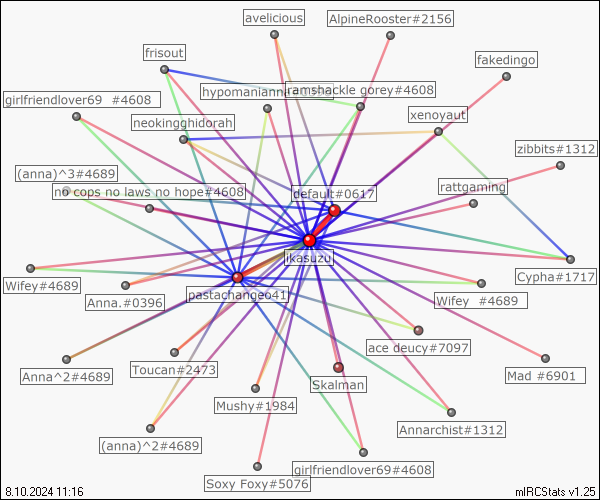 avelicious
AlpineRooster#2156
frisout
fakedingo
hypomaniann
ramshackle gorey#4608
girlfriendlover69 #4608
xenoyaut
neokingghidorah
zibbits#1312
(anna)^3#4689
no cops no laws no hope#4608
default#0617
rattgaming
likasuzu
Wifey#4689
Cypha#1717
Anna.#0396
pastachangeo41
Wifey #4689
ace deucy#7097
Anna^2#4689
Toucan#2473
Skalman
Mad #6901
Mushy#1984
Annarchist#1312
(anna)^2#4689
Soxy Foxy#5076
girlfriendlover69#4608
8.10.2024 11:16
mIRCStats v1.25